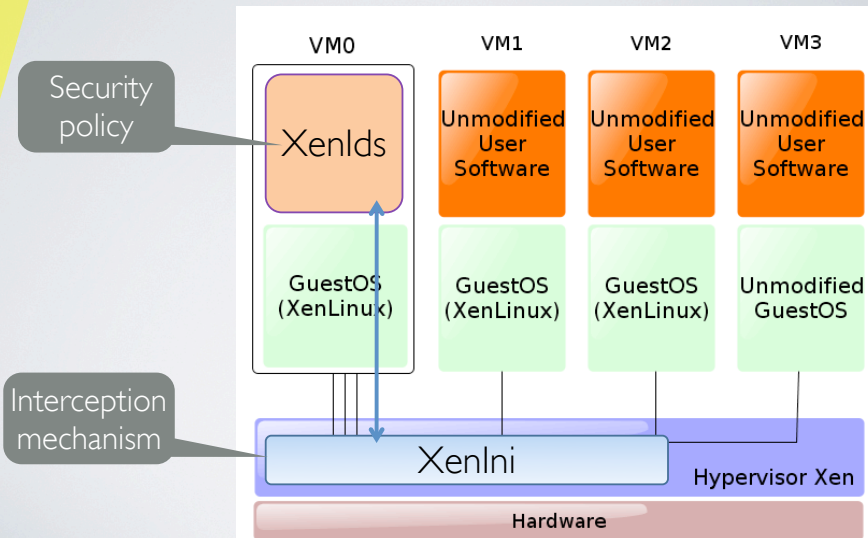 VM0
VM1
VM2
VM3
Security
policy
XenIds
Unmodified
User
Software
Unmodified
User
Software
Unmodified
User
Software
GuestOS
(XenLinux)
GuestOS
(XenLinux)
GuestOS
(XenLinux)
Unmodified
GuestOS
Interception
mechanism
XenIni
Hypervisor Xen
Hardware